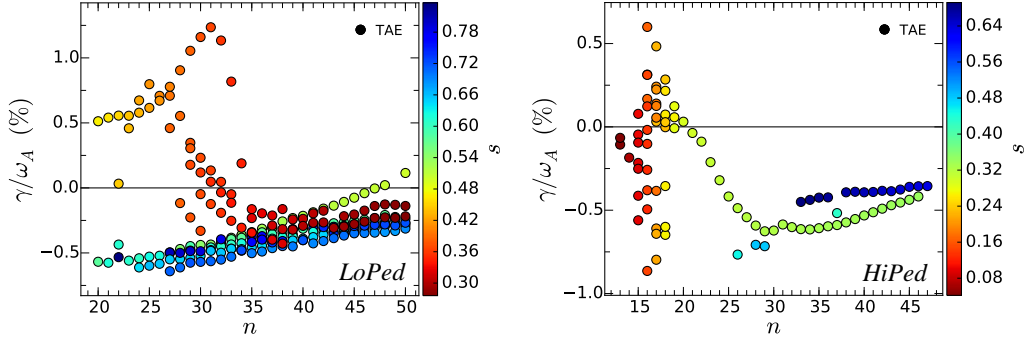 TAE
γ/ω_A (%)
1.0
0.5
0.0
−0.5
20 25 30 35 40 45 50
n
LoPed
0.78
0.72
0.66
0.60
0.54
0.48
0.42
0.36
0.30
s
TAE
γ/ω_A (%)
0.5
0.0
−0.5
−1.0
15 20 25 30 35 40 45
n
HiPed
0.64
0.56
0.48
0.40
0.32
0.24
0.16
0.08
s